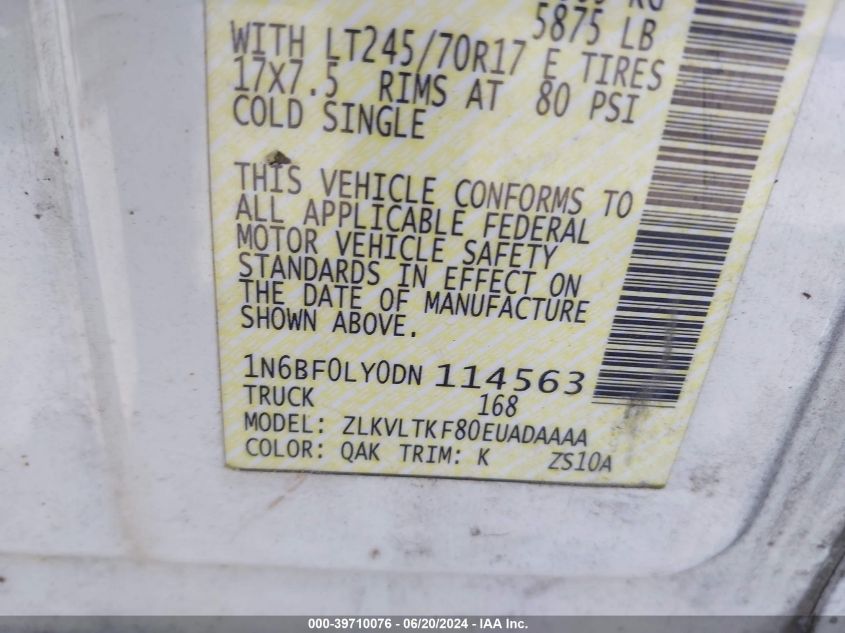 5875 LB
WITH LT245/70R17 E TIRES
17X7.5 RIMS AT 80 PSI
COLD SINGLE
THIS VEHICLE CONFORMS TO
ALL APPLICABLE FEDERAL
MOTOR VEHICLE SAFETY
STANDARDS IN EFFECT ON
THE DATE OF MANUFACTURE
SHOWN ABOVE.
1N6BF0LY0DN 114563
TRUCK 168
MODEL: ZLKVLTKF80EUADAAAA
COLOR: QAK TRIM: K ZS10A
000-39710076 - 06/20/2024 - IAA Inc.